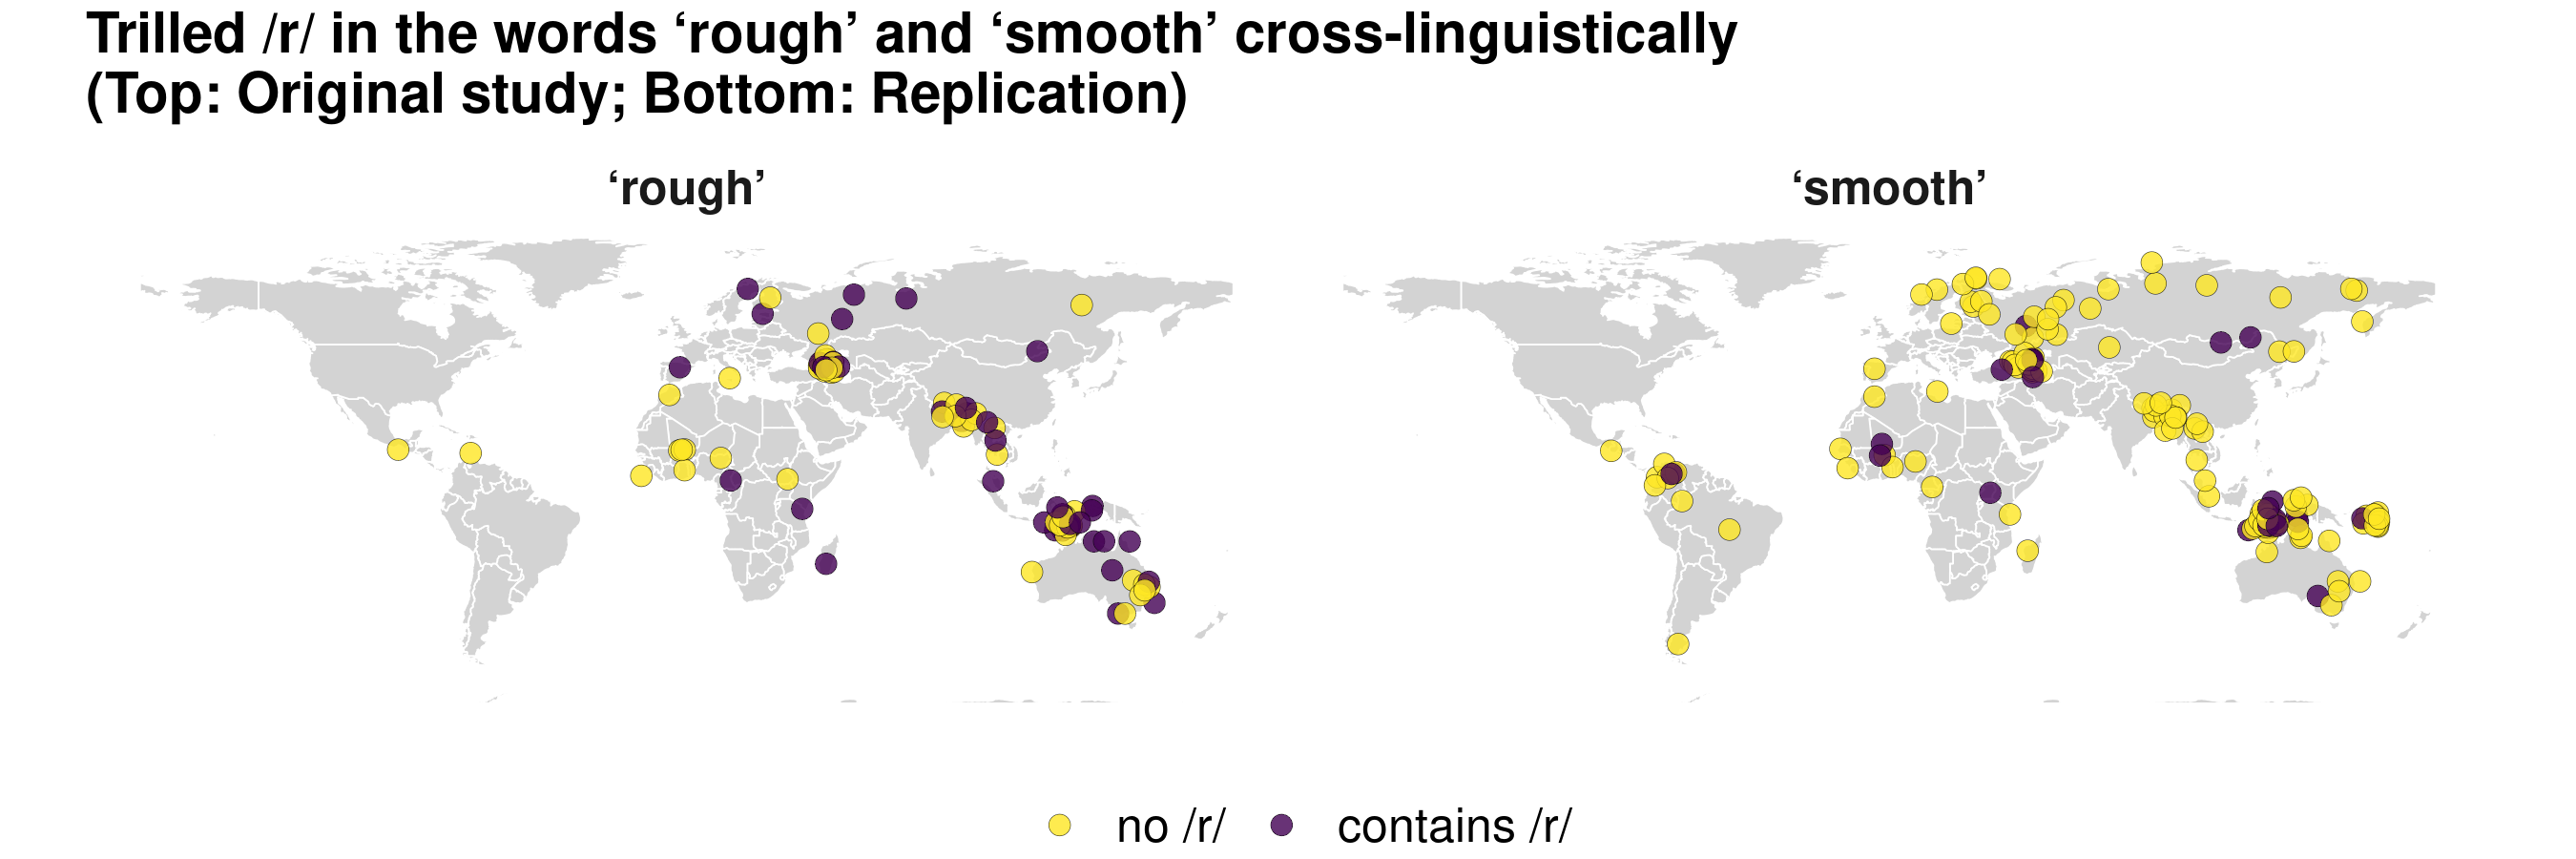 Trilled /r/ in the words ‘rough’ and ‘smooth’ cross-linguistically
(Top: Original study; Bottom: Replication)
‘rough’
‘smooth’
no /r/
contains /r/